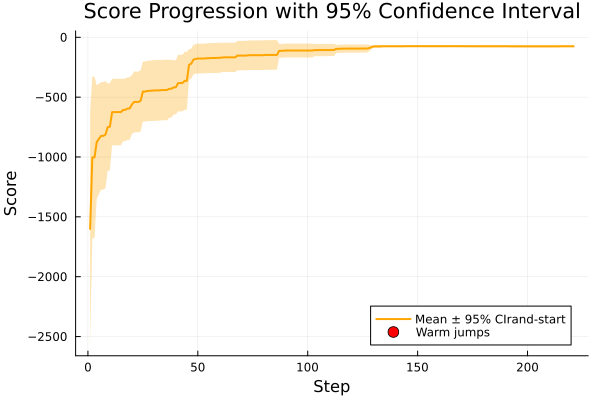 Score Progression with 95% Confidence Interval
Score
0
−500
−1000
−1500
−2000
−2500
Mean ± 95% CIrand-start
Warm jumps
0 50 100 150 200
Step